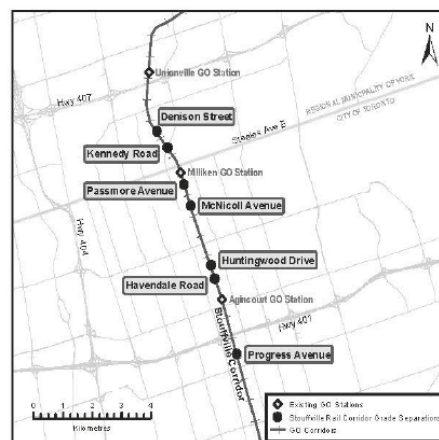 N
Unionville GO Station
Hwy 407
Denison Street
REGIONAL MUNICIPALITY OF YORK
CITY OF TORONTO
Steeles Ave E
Kennedy Road
Milliken GO Station
Passmore Avenue
McNicoll Avenue
Hwy 404
Huntingwood Drive
Havendale Road
Agincourt GO Station
Stouffville Corridor
Hwy 401
Progress Avenue
0 1 2 3 4
Kilometres
Existing GO Stations
Stouffville Rail Corridor Grade Separations
GO Corridors